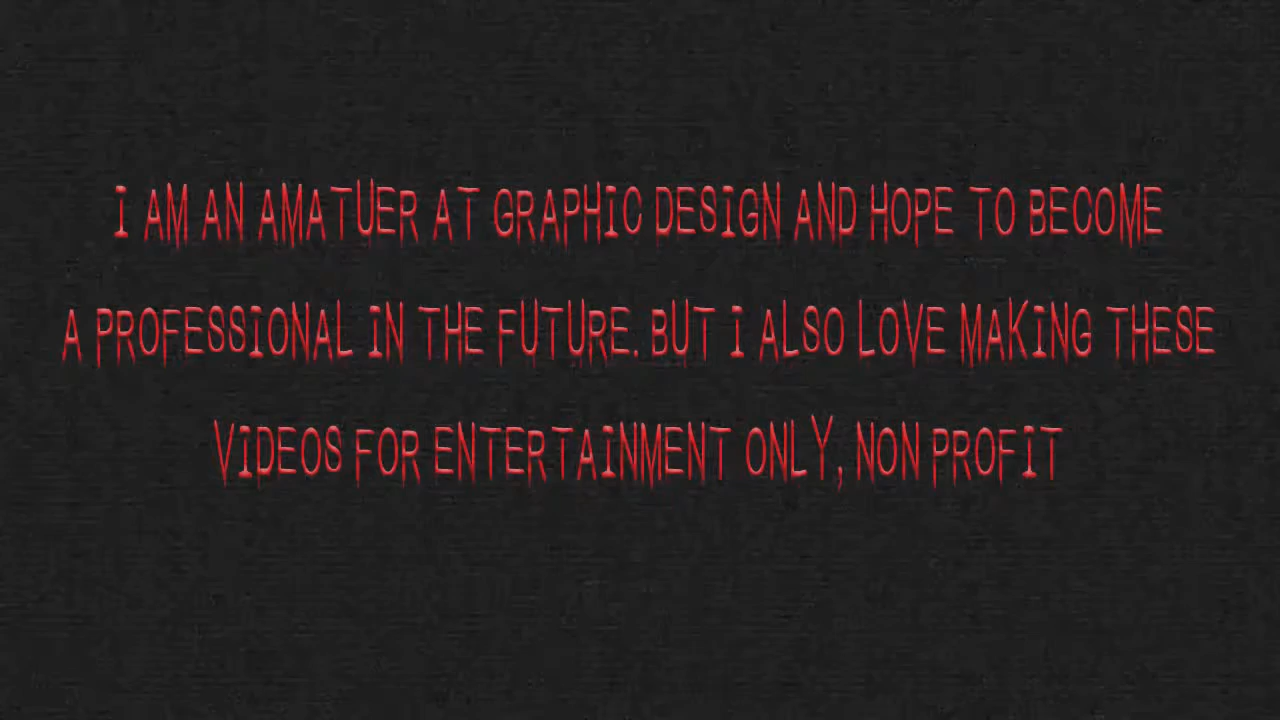 i AM AN AMATUER AT GRAPHiC DESiGN AND HOPE TO BECOME
A PROFESSiONAL iN THE FUTURE. BUT i ALSO LOVE MAKiNG THESE
ViDEOS FOR ENTERTAiNMENT ONLY, NON PROFiT